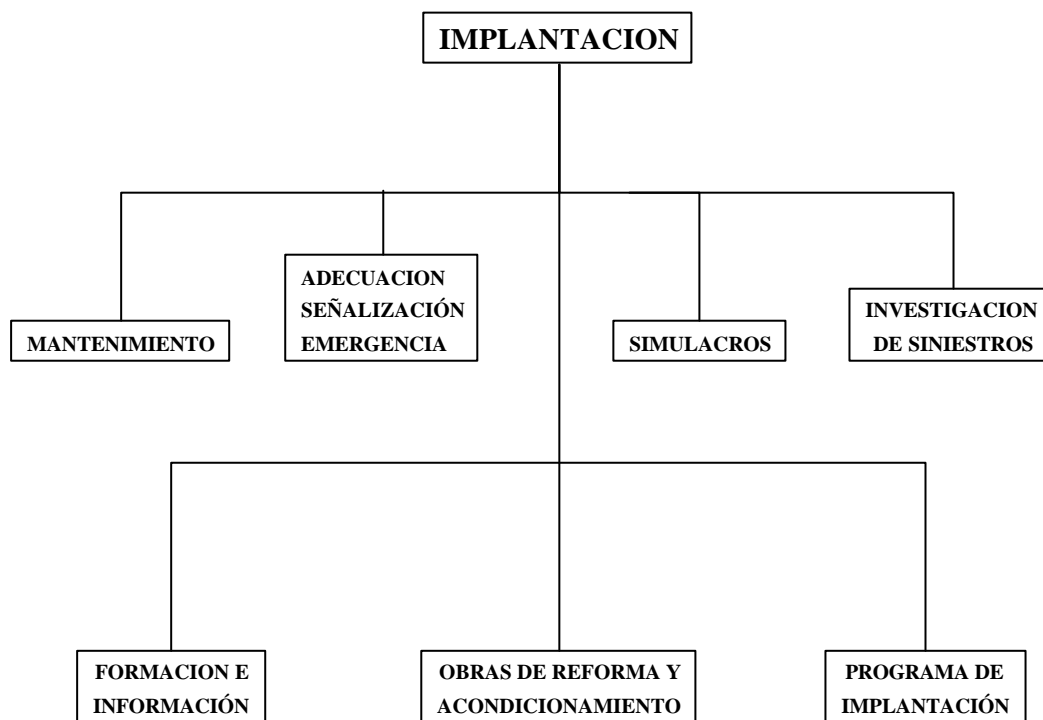 IMPLANTACION
ADECUACION
SEÑALIZACIÓN
EMERGENCIA
MANTENIMIENTO
SIMULACROS
INVESTIGACION
DE SINIESTROS
FORMACION E
INFORMACIÓN
OBRAS DE REFORMA Y
ACONDICIONAMIENTO
PROGRAMA DE
IMPLANTACIÓN